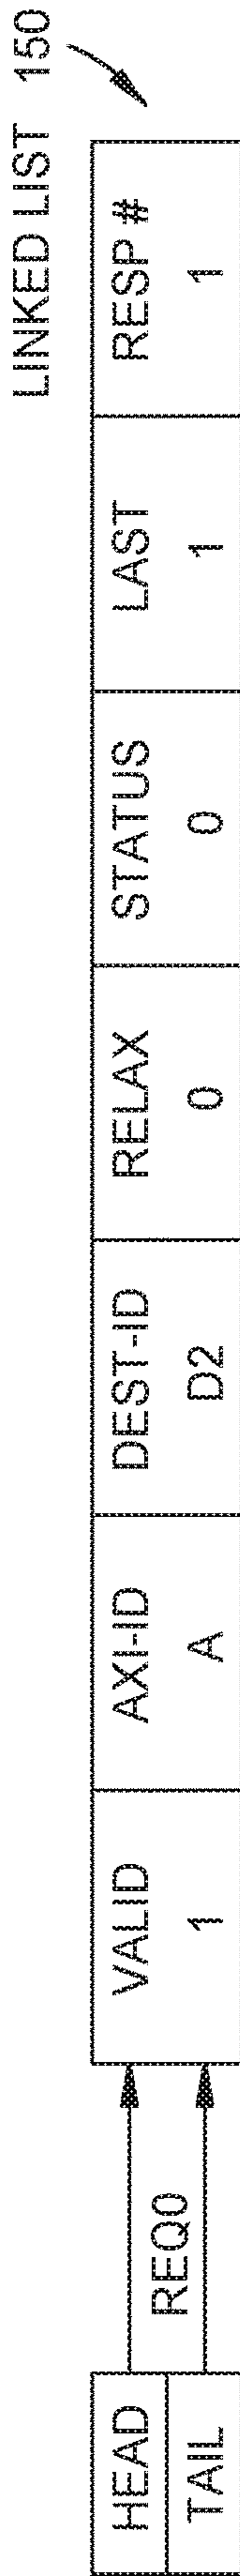 LINKED LIST 150
HEAD
TAIL
REQ0
VALID
1
AXI-ID
A
DEST-ID
D2
RELAX
0
STATUS
0
LAST
1
RESP #
1